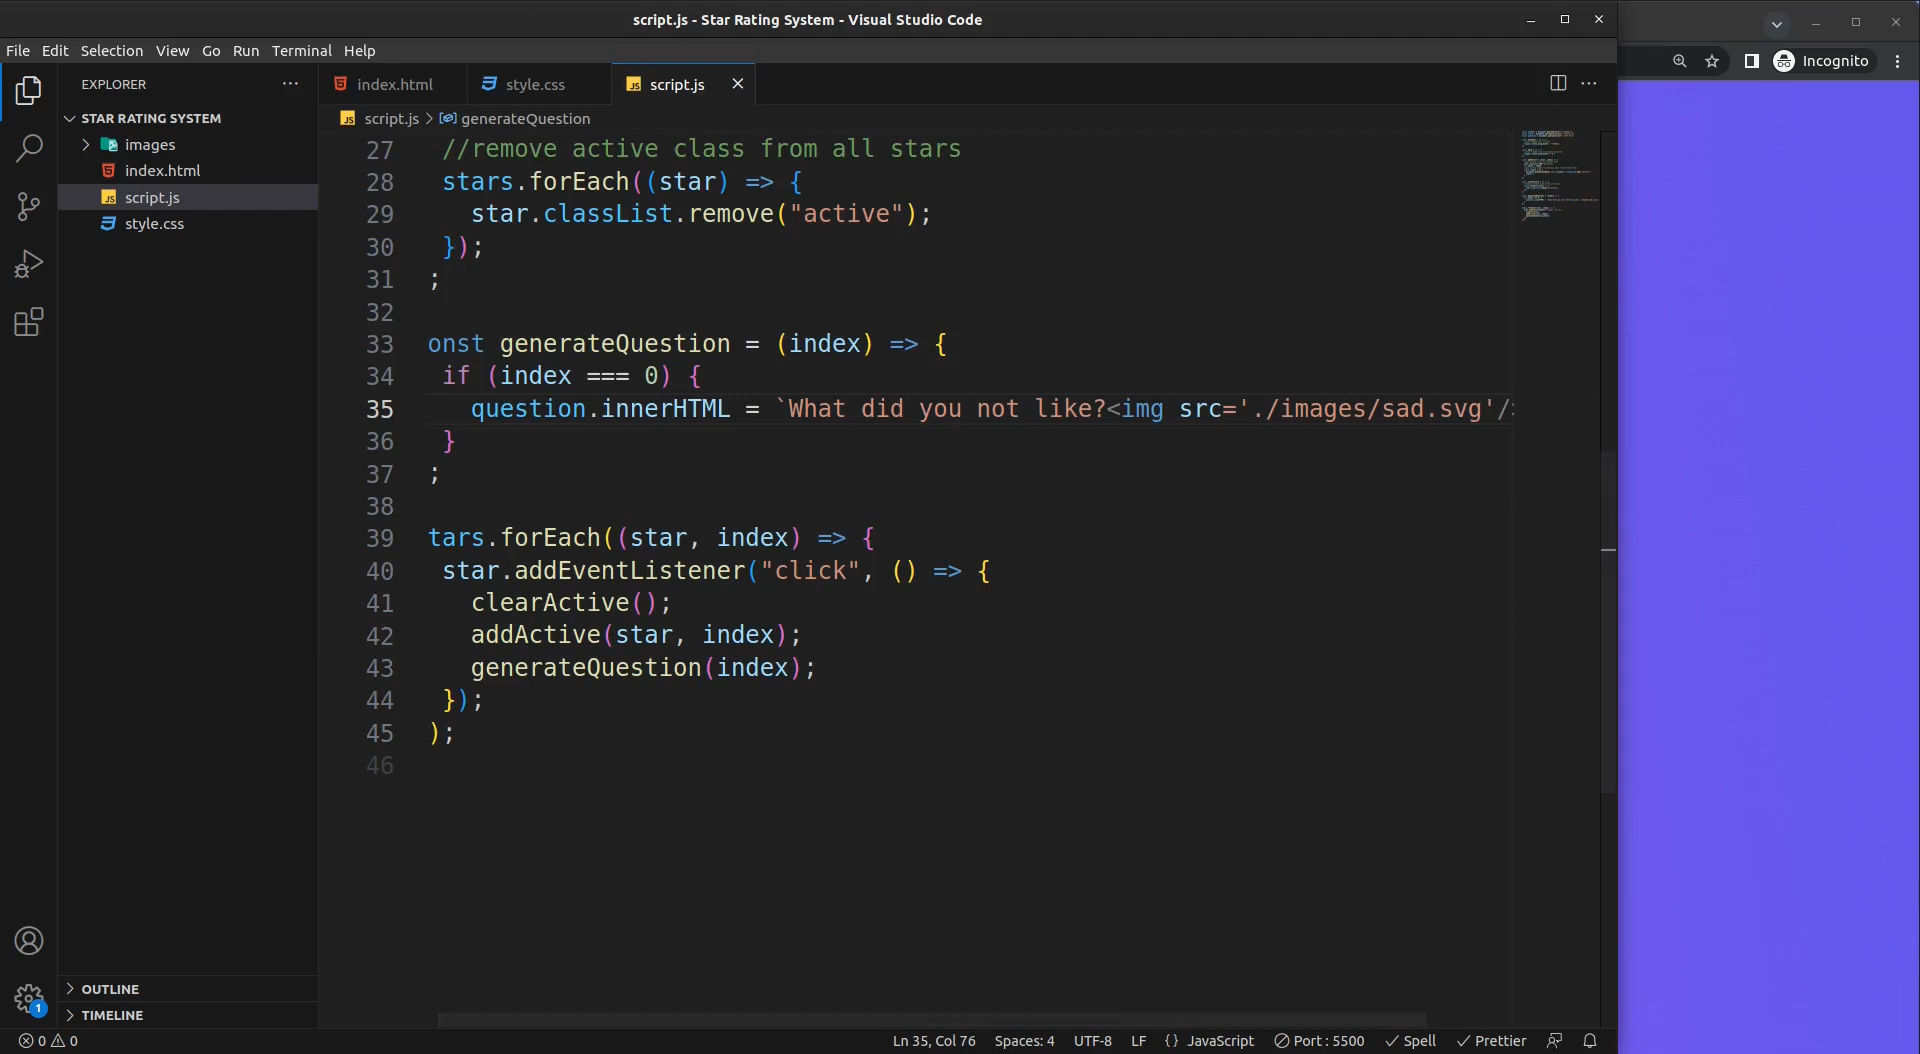 script.js - Star Rating System - Visual Studio Code
File Edit Selection View Go Run Terminal Help
Incognito
EXPLORER
index.html
style.css
script.js
script.js > generateQuestion
STAR RATING SYSTEM
images
index.html
script.js
style.css
27 //remove active class from all stars
28 stars.forEach((star) => {
29 star.classList.remove("active");
30 });
31 ;
32
33 onst generateQuestion = (index) => {
34 if (index === 0) {
35 question.innerHTML = `What did you not like?<img src='./images/sad.svg'/>
36 }
37 ;
38
39 tars.forEach((star, index) => {
40 star.addEventListener("click", () => {
41 clearActive();
42 addActive(star, index);
43 generateQuestion(index);
44 });
45 );
46
OUTLINE
TIMELINE
1
0 0
Ln 35, Col 76 Spaces: 4 UTF-8 LF {} JavaScript Port : 5500 Spell Prettier